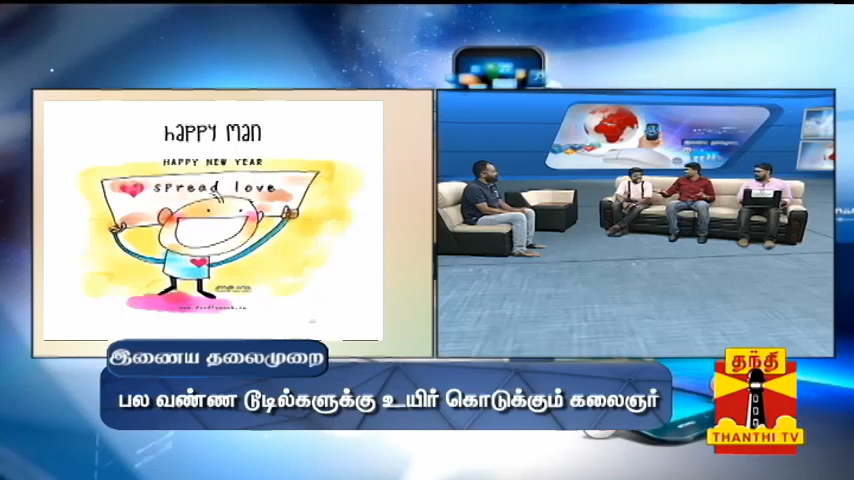 happy man
HAPPY NEW YEAR
spread love
இணைய தலைமுறை
பல வண்ண டூடில்களுக்கு உயிர் கொடுக்கும் கலைஞர்
தந்தி
THANTHI TV